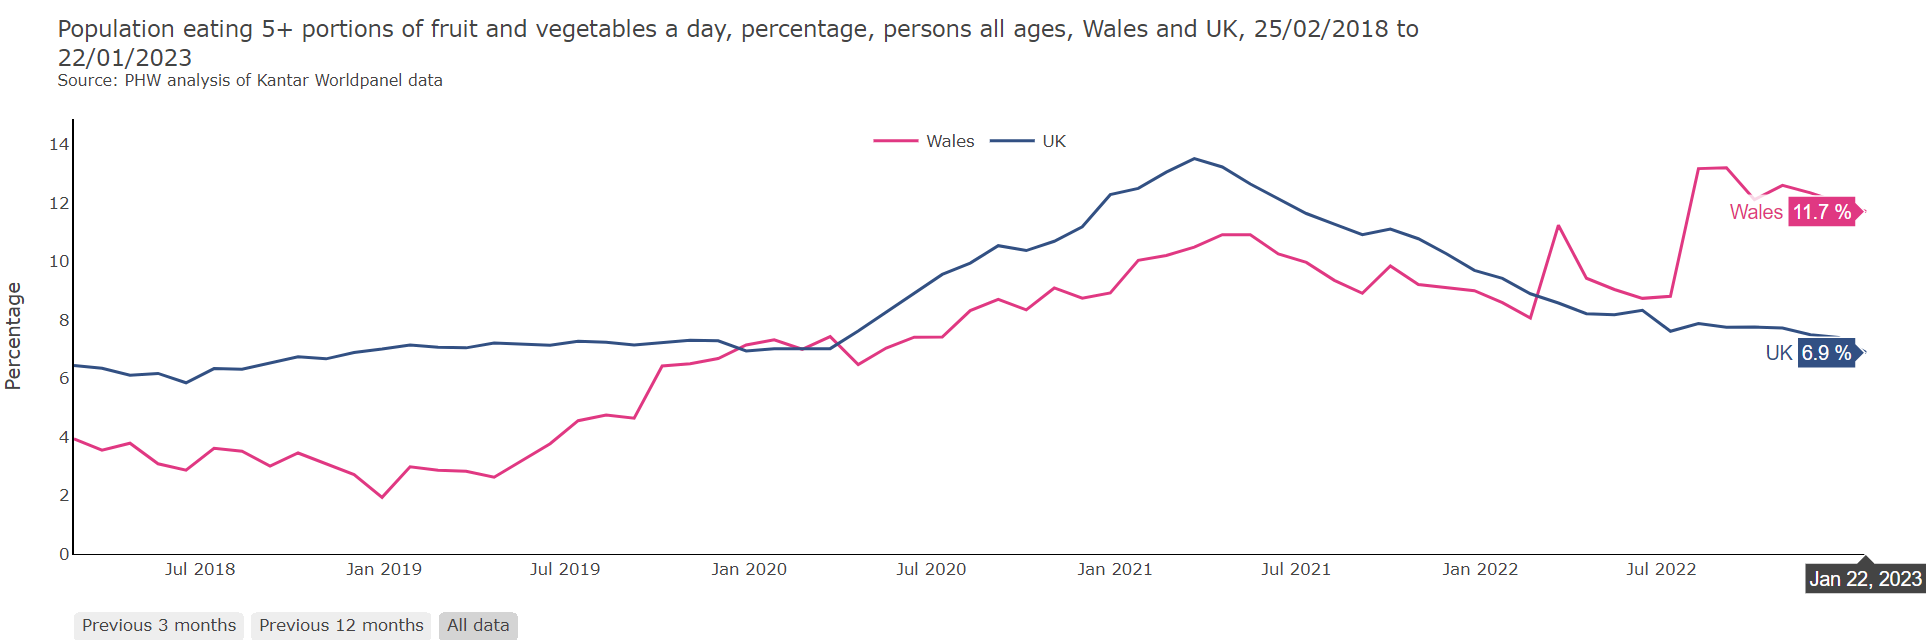 Population eating 5+ portions of fruit and vegetables a day, percentage, persons all ages, Wales and UK, 25/02/2018 to
22/01/2023
Source: PHW analysis of Kantar Worldpanel data
Wales UK
Percentage
14
12
10
8
6
4
2
0
Wales 11.7 %
UK 6.9 %
Jul 2018 Jan 2019 Jul 2019 Jan 2020 Jul 2020 Jan 2021 Jul 2021 Jan 2022 Jul 2022
Jan 22, 2023
Previous 3 months Previous 12 months All data